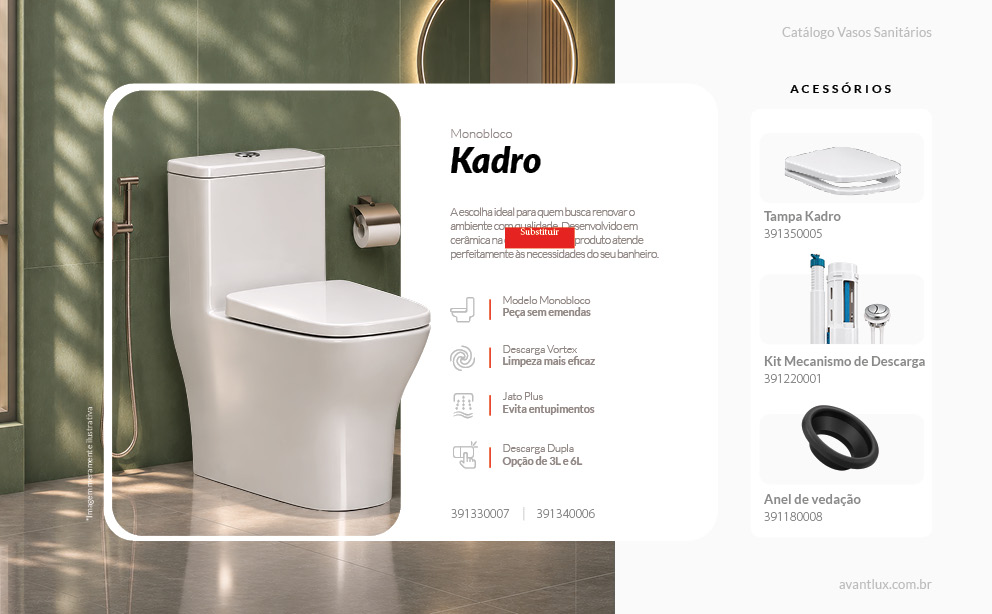 Catálogo Vasos Sanitários
Monobloco
Kadro
A escolha ideal para quem busca renovar o
ambiente com qualidade. Desenvolvido em
cerâmica na
Substituir
produto atende
perfeitamente às necessidades do seu banheiro.
Modelo Monobloco
Peça sem emendas
Descarga Vortex
Limpeza mais eficaz
Jato Plus
Evita entupimentos
Descarga Dupla
Opção de 3L e 6L
391330007 | 391340006
*Imagem meramente ilustrativa
ACESSÓRIOS
Tampa Kadro
391350005
Kit Mecanismo de Descarga
391220001
Anel de vedação
391180008
avantlux.com.br